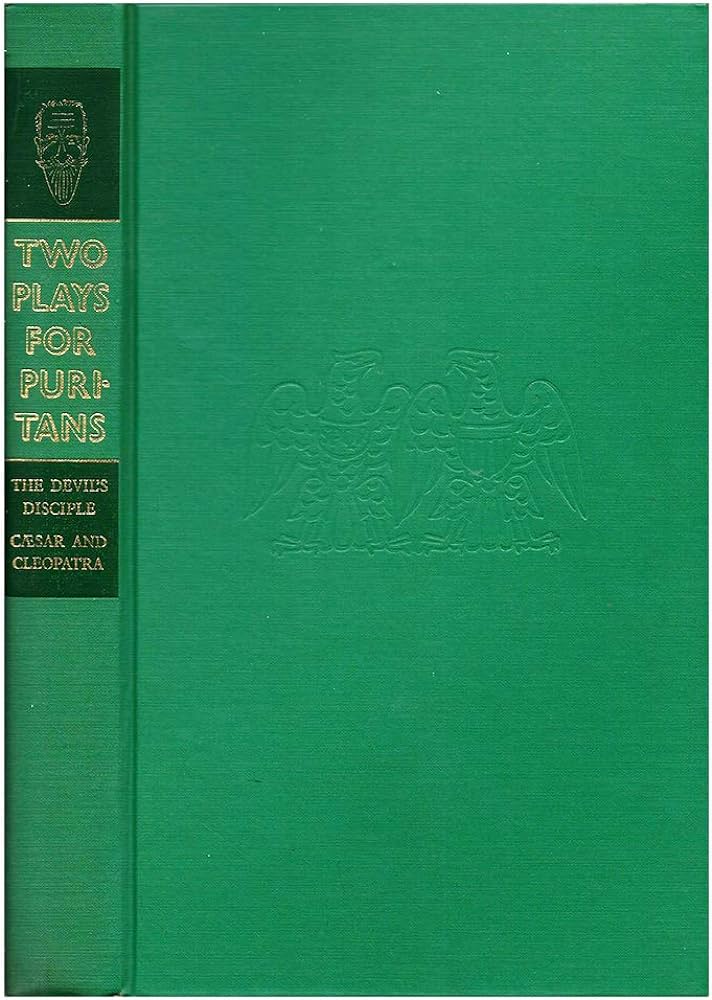 TWO
PLAYS
FOR
PURI-
TANS
THE DEVIL'S
DISCIPLE
CÆSAR AND
CLEOPATRA